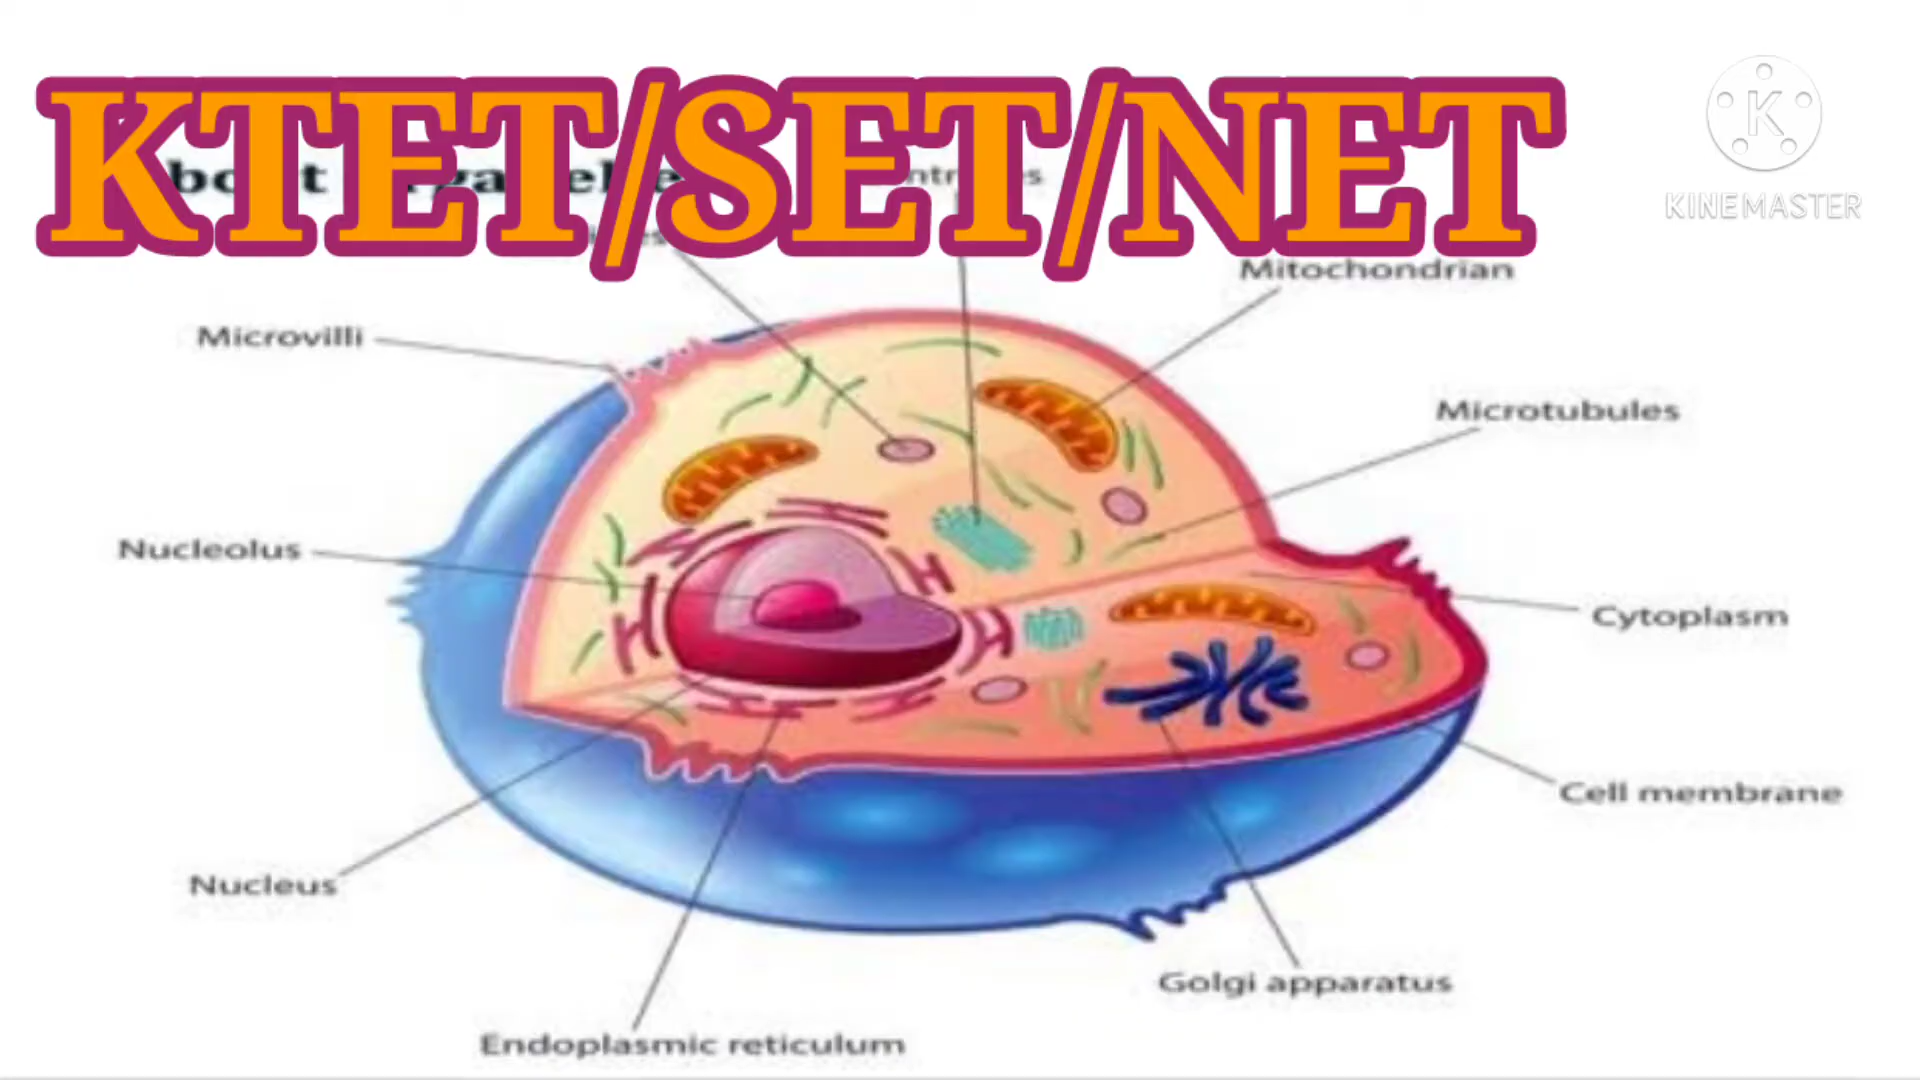 KTET/SET/NET
KINEMASTER
Mitochondrian
Microvilli
Microtubules
Nucleolus
Cytoplasm
Cell membrane
Nucleus
Golgi apparatus
Endoplasmic reticulum